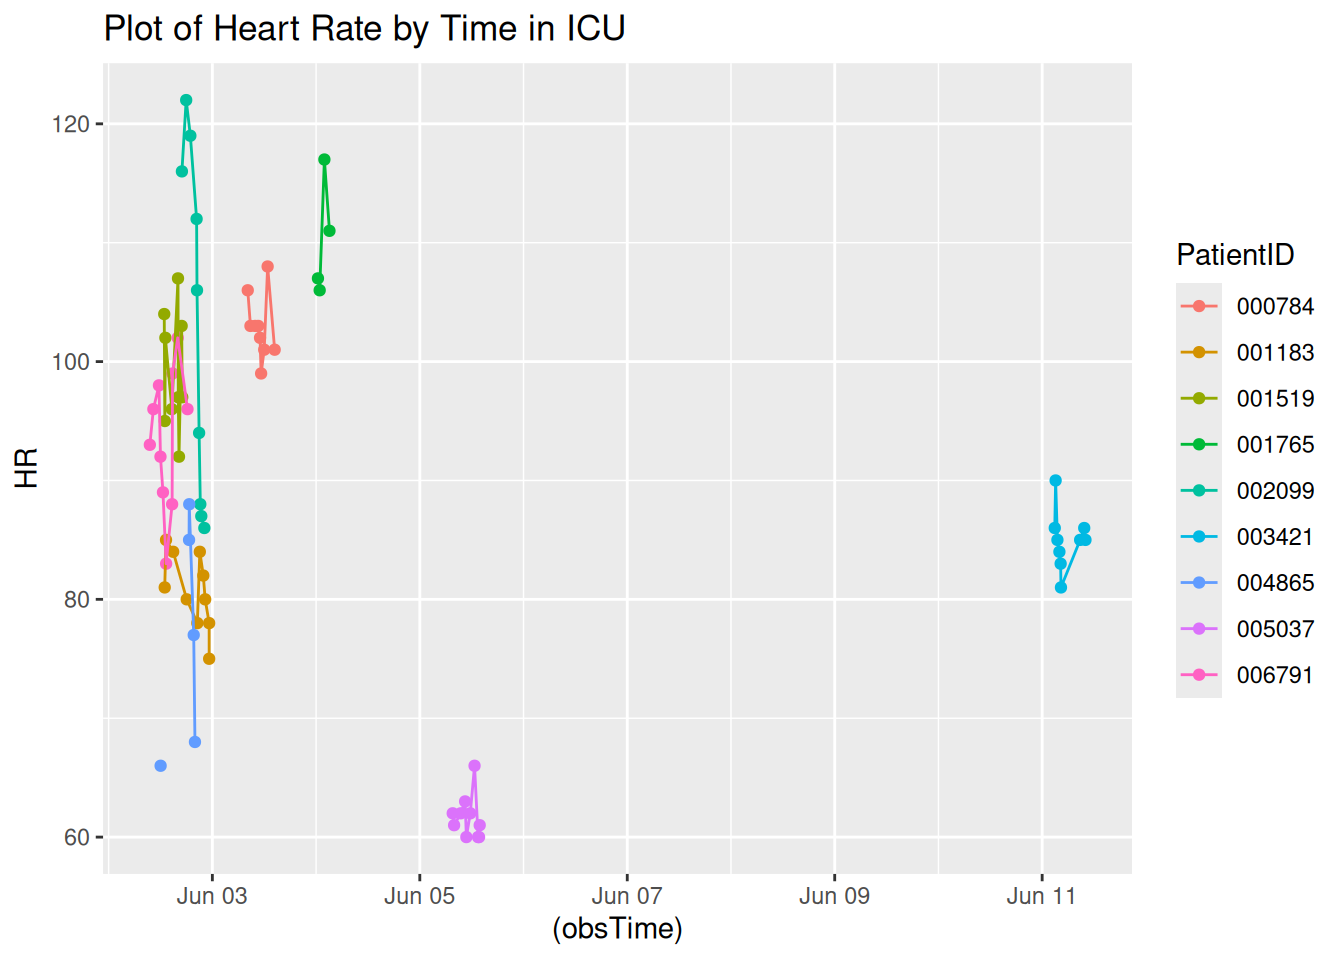 Plot of Heart Rate by Time in ICU
120
100
80
60
HR
Jun 03
Jun 05
Jun 07
Jun 09
Jun 11
(obsTime)
PatientID
000784
001183
001519
001765
002099
003421
004865
005037
006791